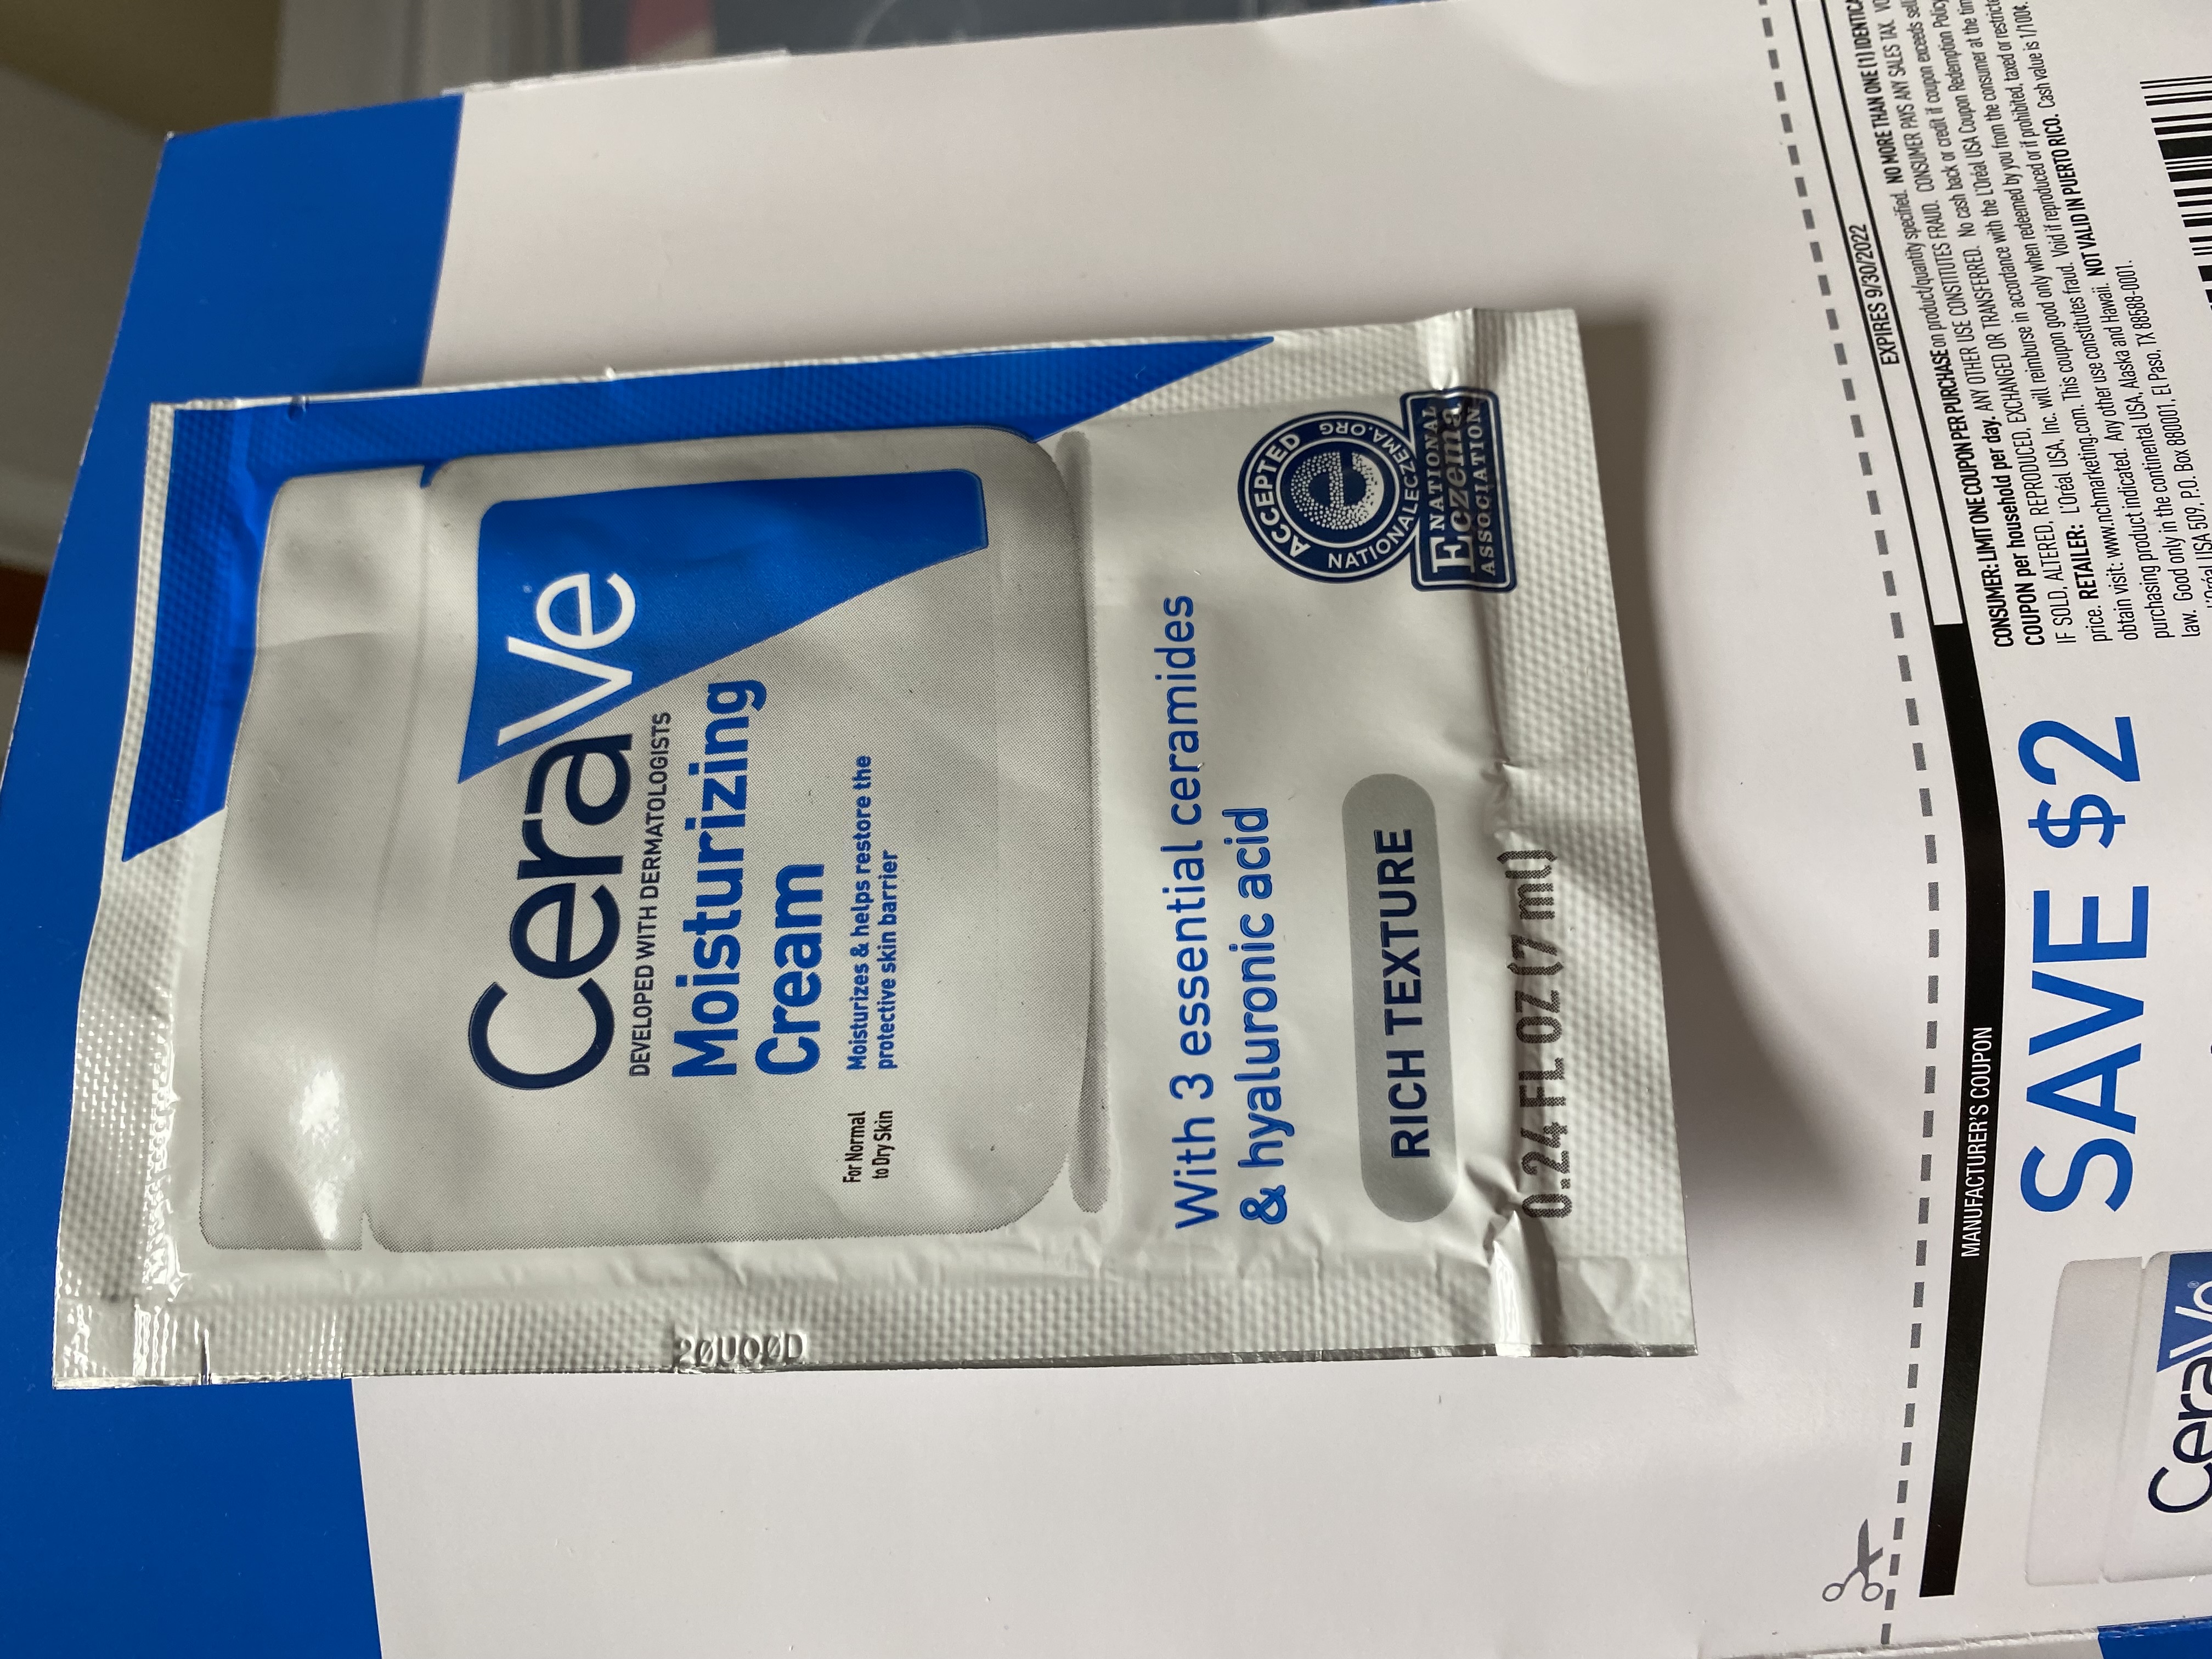 CeraVe®
DEVELOPED WITH DERMATOLOGISTS
Moisturizing
Cream
For Normal
to Dry Skin
Moisturizes & helps restore the
protective skin barrier
With 3 essential ceramides
& hyaluronic acid
RICH TEXTURE
0.24 FL OZ (7 ml)
ACCEPTED
e
NATIONALECZEMA.ORG
NATIONAL
Eczema
ASSOCIATION
MANUFACTURER'S COUPON
EXPIRES 9/30/2022
SAVE $2
CeraVe®
CONSUMER: LIMIT ONE COUPON PER PURCHASE on product/quantity specified. NO MORE THAN ONE (1)
COUPON per household per day. ANY OTHER USE CONSTITUTES FRAUD. CONSUMER PAYS ANY SALES TAX.
IF SOLD, ALTERED, REPRODUCED, EXCHANGED OR TRANSFERRED. No cash back or credit if coupon exceeds
price. RETAILER: L'Oréal USA, Inc. will reimburse in accordance with the L'Oréal USA Coupon Redemption Policy
obtain visit: www.nchmarketing.com. This coupon good only when redeemed by you from the consumer at the
purchasing product indicated. Any other use constitutes fraud. Void if reproduced or if prohibited, taxed or
law. Good only in the continental USA, Alaska and Hawaii. NOT VALID IN PUERTO RICO. Cash value is 1/100¢.
L'Oréal USA 509, P.O. Box 880001, El Paso, TX 88588-0001.